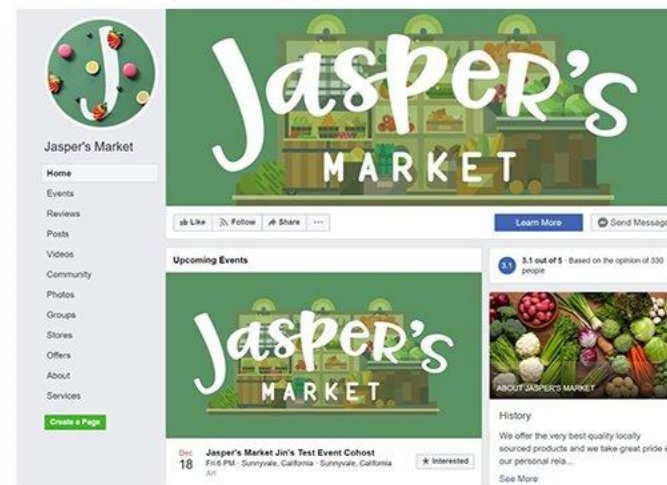 Jasper's
MARKET
Jasper's Market
Home
Events
Reviews
Posts
Videos
Community
Photos
Groups
Stores
Offers
About
Services
Create a Page
Like Follow Share ...
Learn More
Send Message
Upcoming Events
Jasper's
MARKET
Dec
18
Jasper's Market Jin's Test Event Cohost
Fri 6 PM · Sunnyvale, California · Sunnyvale, California
Art
Interested
3.1
3.1 out of 5 · Based on the opinion of 330
people
ABOUT JASPER'S MARKET
History
We offer the very best quality locally
sourced products and we take great pride in
our personal rela...
See More